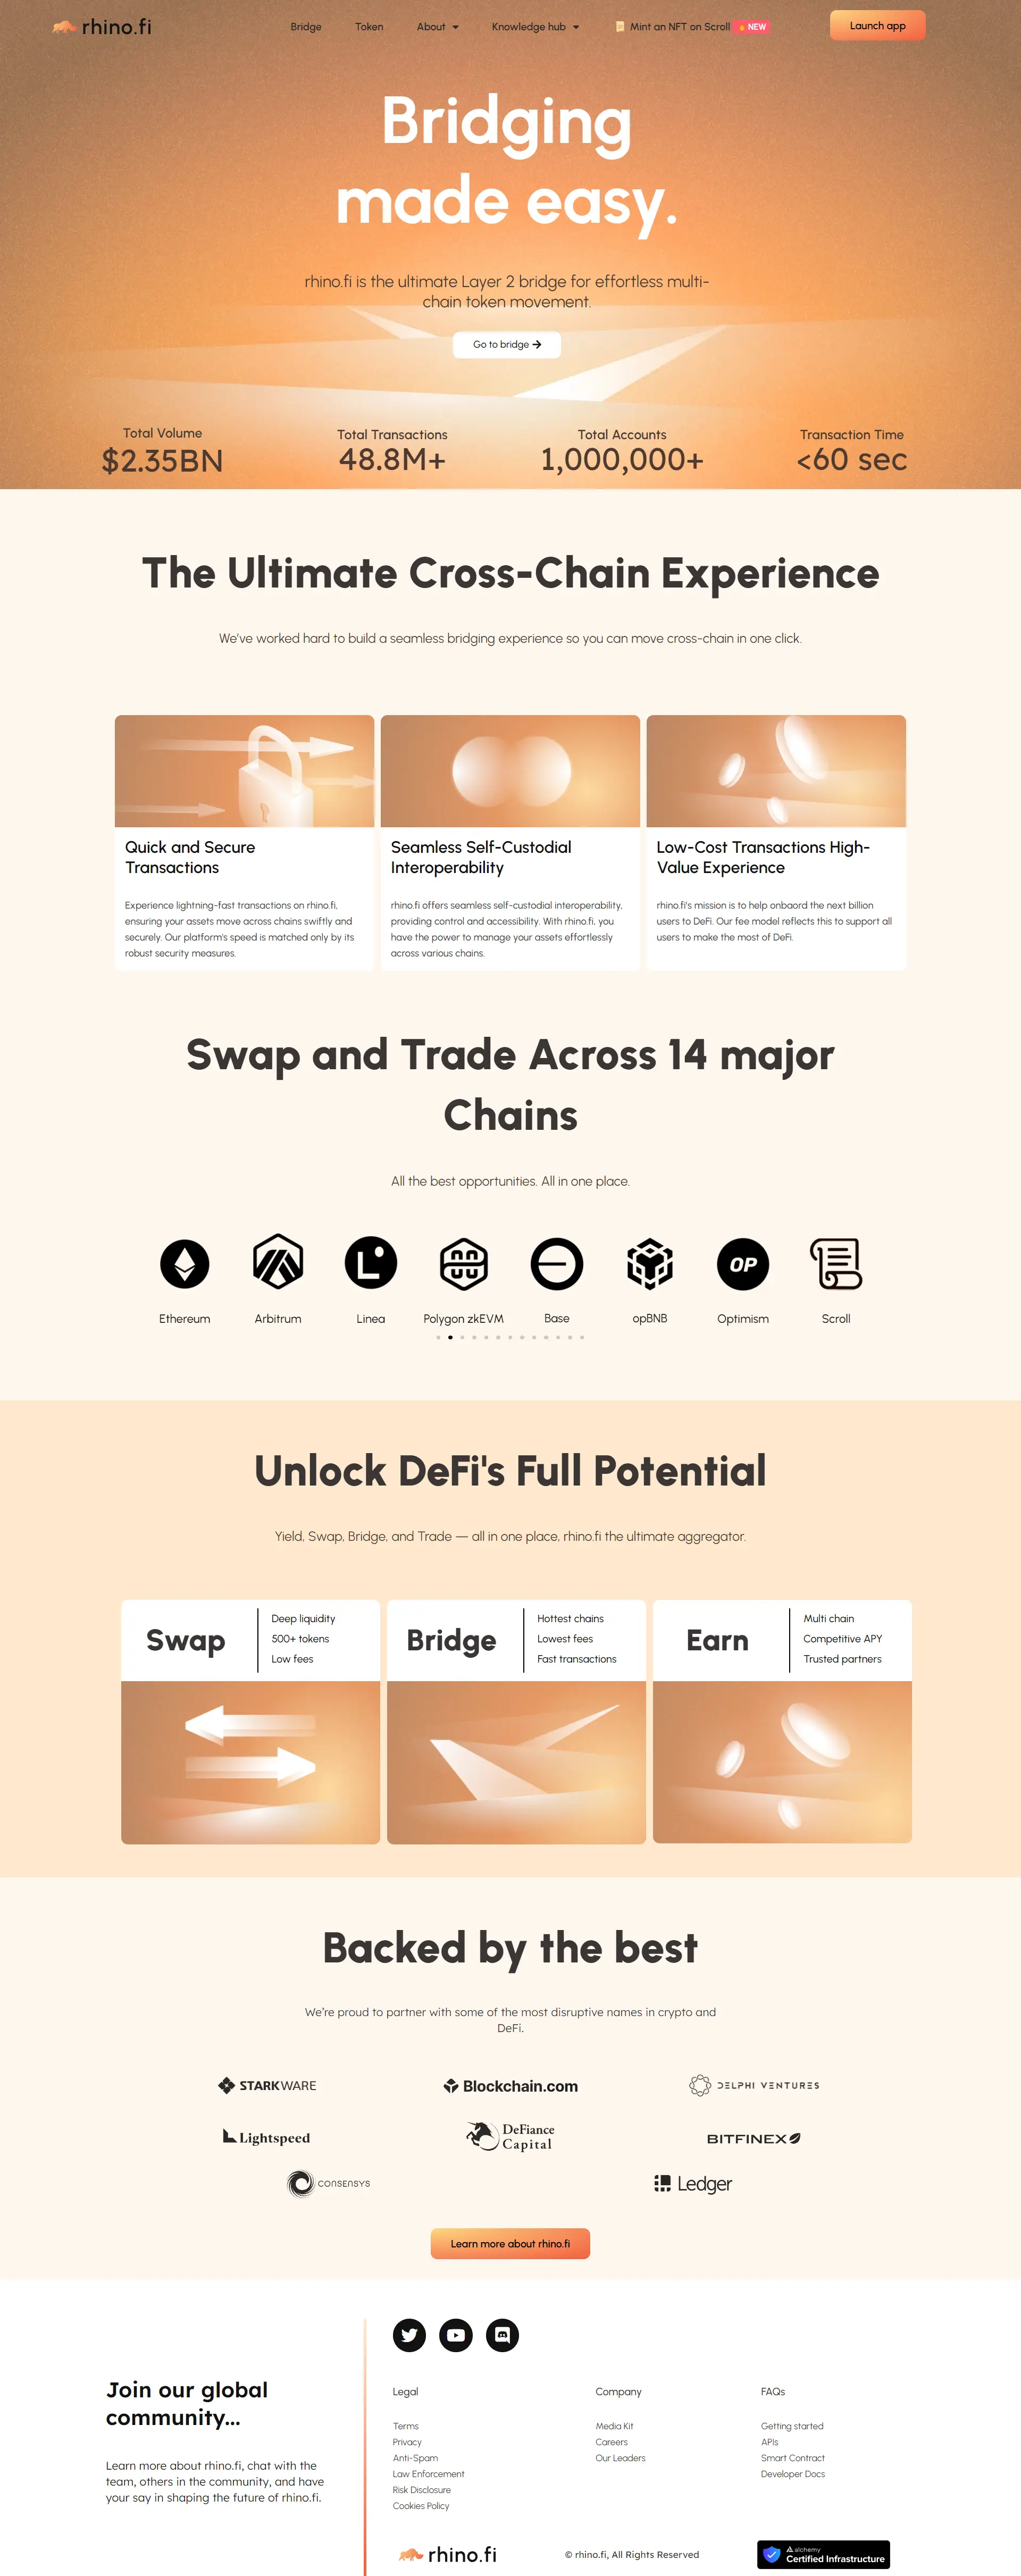 rhino.fi
Bridge
Token
About
Knowledge hub
Mint an NFT on Scroll
NEW
Launch app
Bridging
made easy.
rhino.fi is the ultimate Layer 2 bridge for effortless multi-
chain token movement.
Go to bridge
Total Volume
$2.35BN
Total Transactions
48.8M+
Total Accounts
1,000,000+
Transaction Time
<60 sec
The Ultimate Cross-Chain Experience
We've worked hard to build a seamless bridging experience so you can move cross-chain in one click.
Quick and Secure
Transactions
Experience lightning-fast transactions on rhino.fi,
ensuring your assets move across chains swiftly and
securely. Our platform's speed is matched only by its
robust security measures.
Seamless Self-Custodial
Interoperability
rhino.fi offers seamless self-custodial interoperability,
providing control and accessibility. With rhino.fi, you
have the power to manage your assets effortlessly
across various chains.
Low-Cost Transactions High-
Value Experience
rhino.fi's mission is to help onbaord the next billion
users to DeFi. Our fee model reflects this to support all
users to make the most of DeFi.
Swap and Trade Across 14 major
Chains
All the best opportunities. All in one place.
Ethereum
Arbitrum
Linea
Polygon zkEVM
Base
opBNB
OP
Optimism
Scroll
Unlock DeFi's Full Potential
Yield, Swap, Bridge, and Trade — all in one place, rhino.fi the ultimate aggregator.
Swap
Deep liquidity
500+ tokens
Low fees
Bridge
Hottest chains
Lowest fees
Fast transactions
Earn
Multi chain
Competitive APY
Trusted partners
Backed by the best
We're proud to partner with some of the most disruptive names in crypto and
DeFi.
STARKWARE
Blockchain.com
DELPHI VENTURES
Lightspeed
DeFiance
Capital
BITFINEX
CONSENSYS
Ledger
Learn more about rhino.fi
Join our global
community...
Learn more about rhino.fi, chat with the
team, others in the community, and have
your say in shaping the future of rhino.fi.
Legal
Terms
Privacy
Anti-Spam
Law Enforcement
Risk Disclosure
Cookies Policy
Company
Media Kit
Careers
Our Leaders
FAQs
Getting started
APIs
Smart Contract
Developer Docs
rhino.fi
© rhino.fi, All Rights Reserved
alchemy
Certified Infrastructure